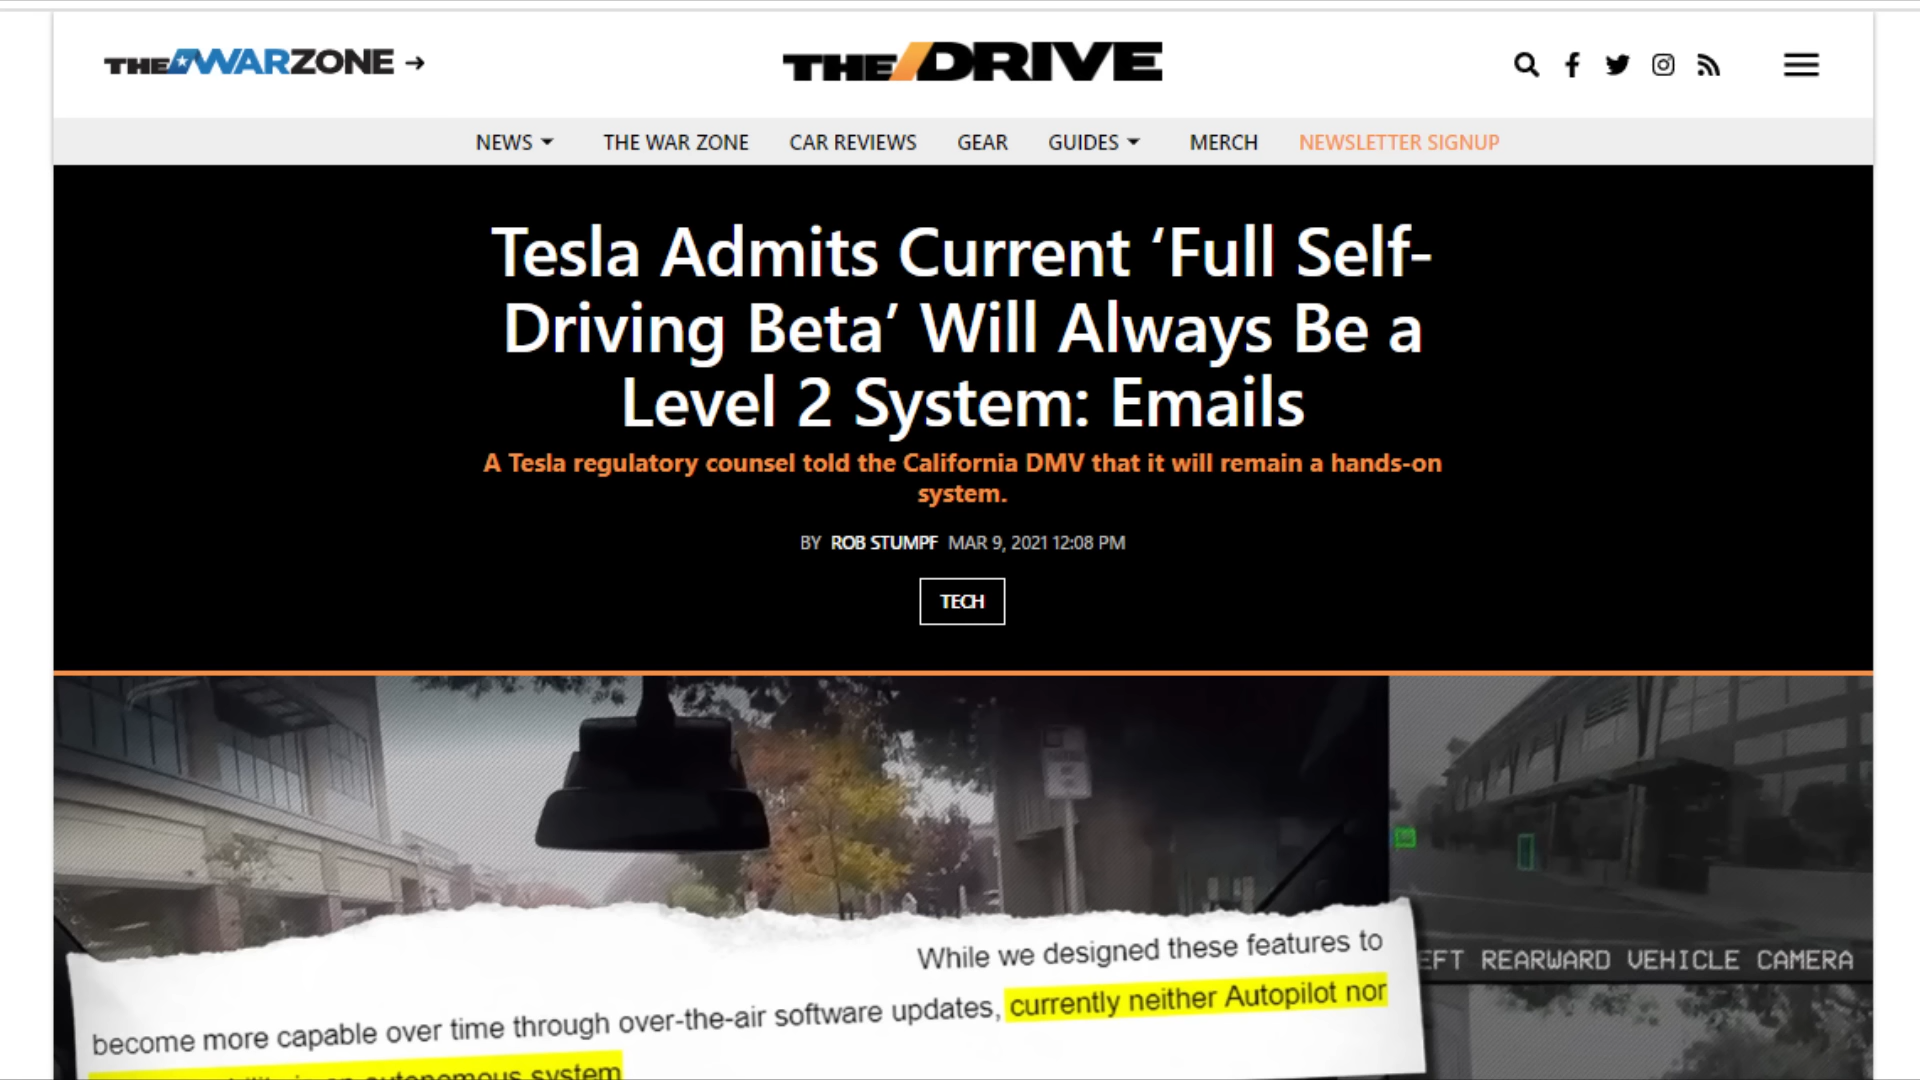 THE WARZONE →
THE DRIVE
NEWS THE WAR ZONE CAR REVIEWS GEAR GUIDES MERCH NEWSLETTER SIGNUP
Tesla Admits Current ‘Full Self-
Driving Beta’ Will Always Be a
Level 2 System: Emails
A Tesla regulatory counsel told the California DMV that it will remain a hands-on
system.
BY ROB STUMPF MAR 9, 2021 12:08 PM
TECH
EFT REARWARD VEHICLE CAMERA
While we designed these features to
become more capable over time through over-the-air software updates, currently neither Autopilot nor
autonomous system